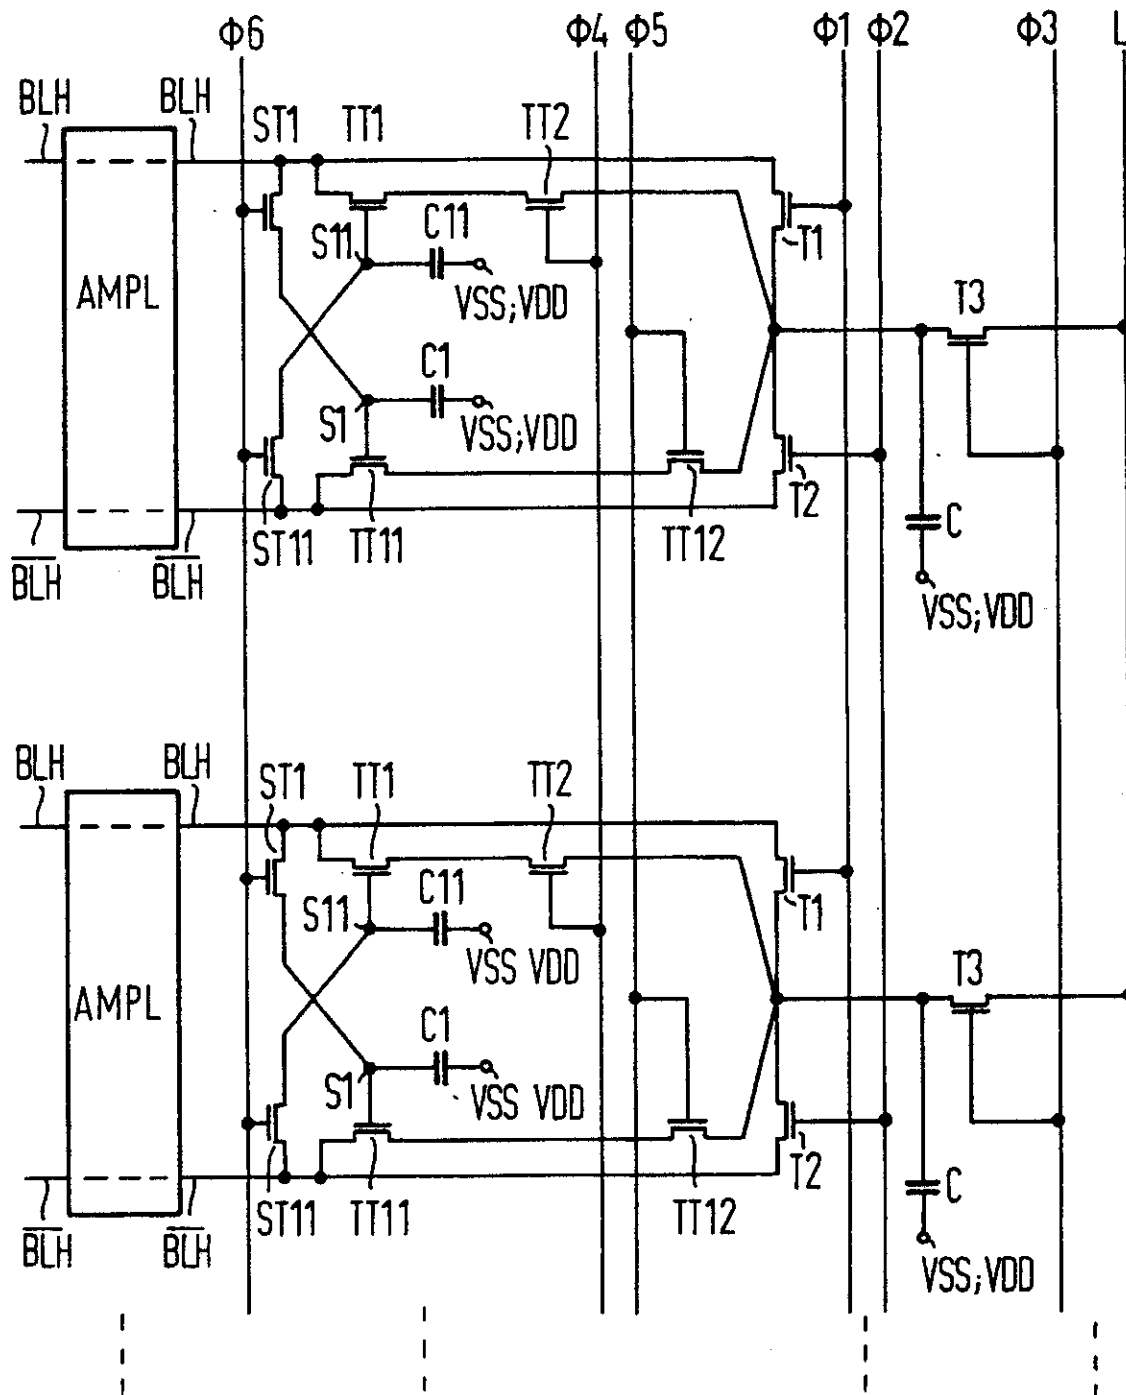 Φ6 Φ4 Φ5 Φ1 Φ2 Φ3 L
BLH BLH ST1 TT1 TT2
S11 C11 T1
AMPL VSS;VDD T3
C1
S1 VSS;VDD
T2 C
BLH BLH ST11 TT11 TT12
VSS;VDD
BLH BLH ST1 TT1 TT2
S11 C11 T1
VSS VDD T3
AMPL C1
S1 VSS VDD
T2 C
BLH BLH ST11 TT11 TT12
VSS;VDD